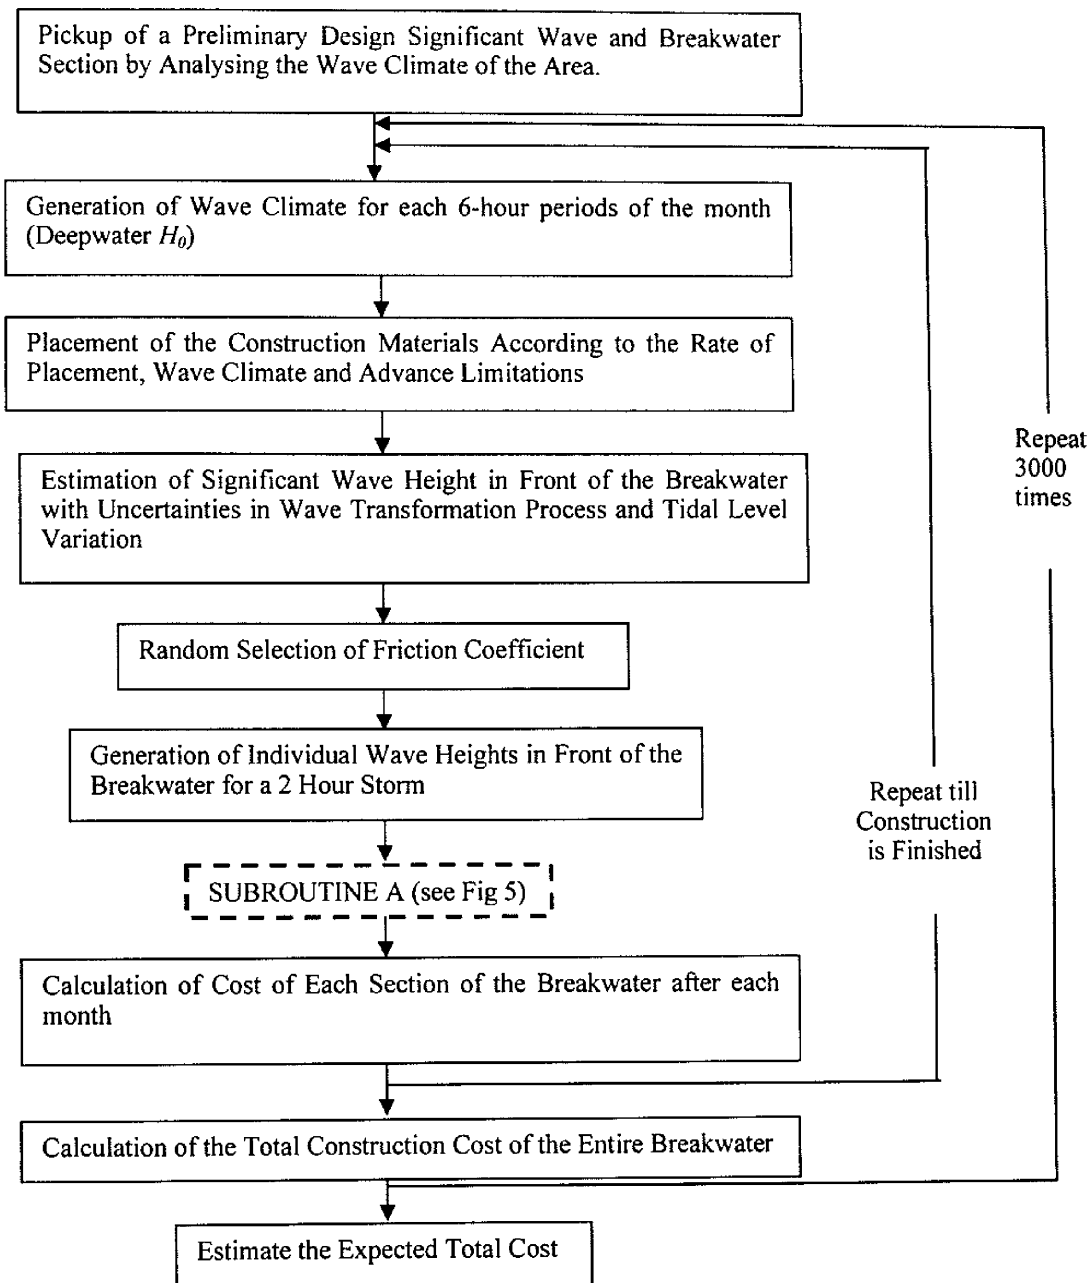 Pickup of a Preliminary Design Significant Wave and Breakwater
Section by Analysing the Wave Climate of the Area.
Generation of Wave Climate for each 6-hour periods of the month
(Deepwater H0)
Placement of the Construction Materials According to the Rate of
Placement, Wave Climate and Advance Limitations
Estimation of Significant Wave Height in Front of the Breakwater
with Uncertainties in Wave Transformation Process and Tidal Level
Variation
Random Selection of Friction Coefficient
Generation of Individual Wave Heights in Front of the
Breakwater for a 2 Hour Storm
SUBROUTINE A (see Fig 5)
Calculation of Cost of Each Section of the Breakwater after each
month
Calculation of the Total Construction Cost of the Entire Breakwater
Estimate the Expected Total Cost
Repeat till
Construction
is Finished
Repeat
3000
times